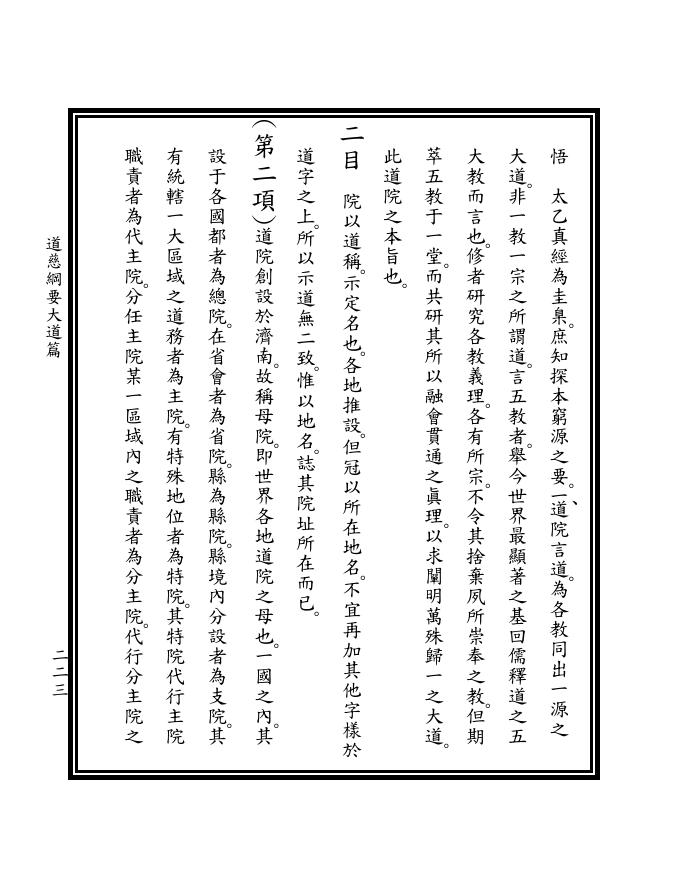 悟　太乙真經為圭臬。庶知探本窮源之要。一、道院言道。為各教同出一源之
大道。非一教一宗之所謂道。言五教者。舉今世界最顯著之基回儒釋道之五
大教而言也。修者研究各教義理。各有所宗。不令其捨棄夙所崇奉之教。但期
萃五教于一堂。而共研其所以融會貫通之真理。以求闡明萬殊歸一之大道。
此道院之本旨也。
二目　院以道稱。示定名也。各地推設。但冠以所在地名。不宜再加其他字樣於
道字之上。所以示道無二致。惟以地名。誌其院址所在而已。
(第二項)道院創設於濟南。故稱母院。即世界各地道院之母也。一國之內。其
設于各國都者為總院。在省會者為省院。縣為縣院。縣境內分設者為支院。其
有統轄一大區域之道務者為主院。有特殊地位者為特院。其特院代行主院
職責者為代主院。分任主院某一區域內之職責者為分主院。代行分主院之
道慈綱要大道篇
二二三